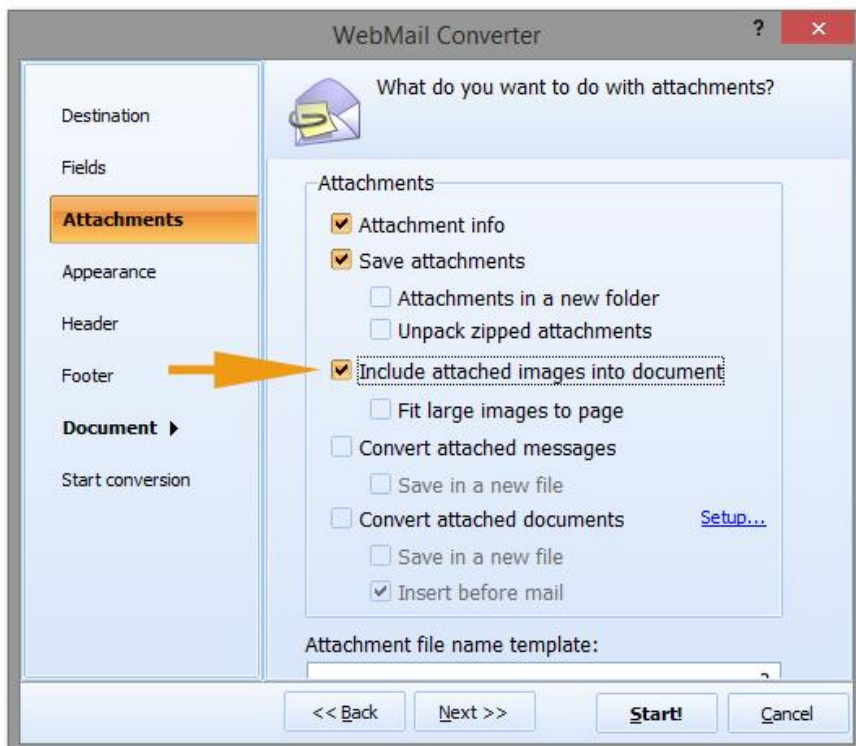 WebMail Converter
?
×
Destination
Fields
Attachments
Appearance
Header
Footer
Document
Start conversion
What do you want to do with attachments?
Attachments
Attachment info
Save attachments
Attachments in a new folder
Unpack zipped attachments
Include attached images into document
Fit large images to page
Convert attached messages
Save in a new file
Convert attached documents Setup...
Save in a new file
Insert before mail
Attachment file name template:
<< Back Next >> Start! Cancel